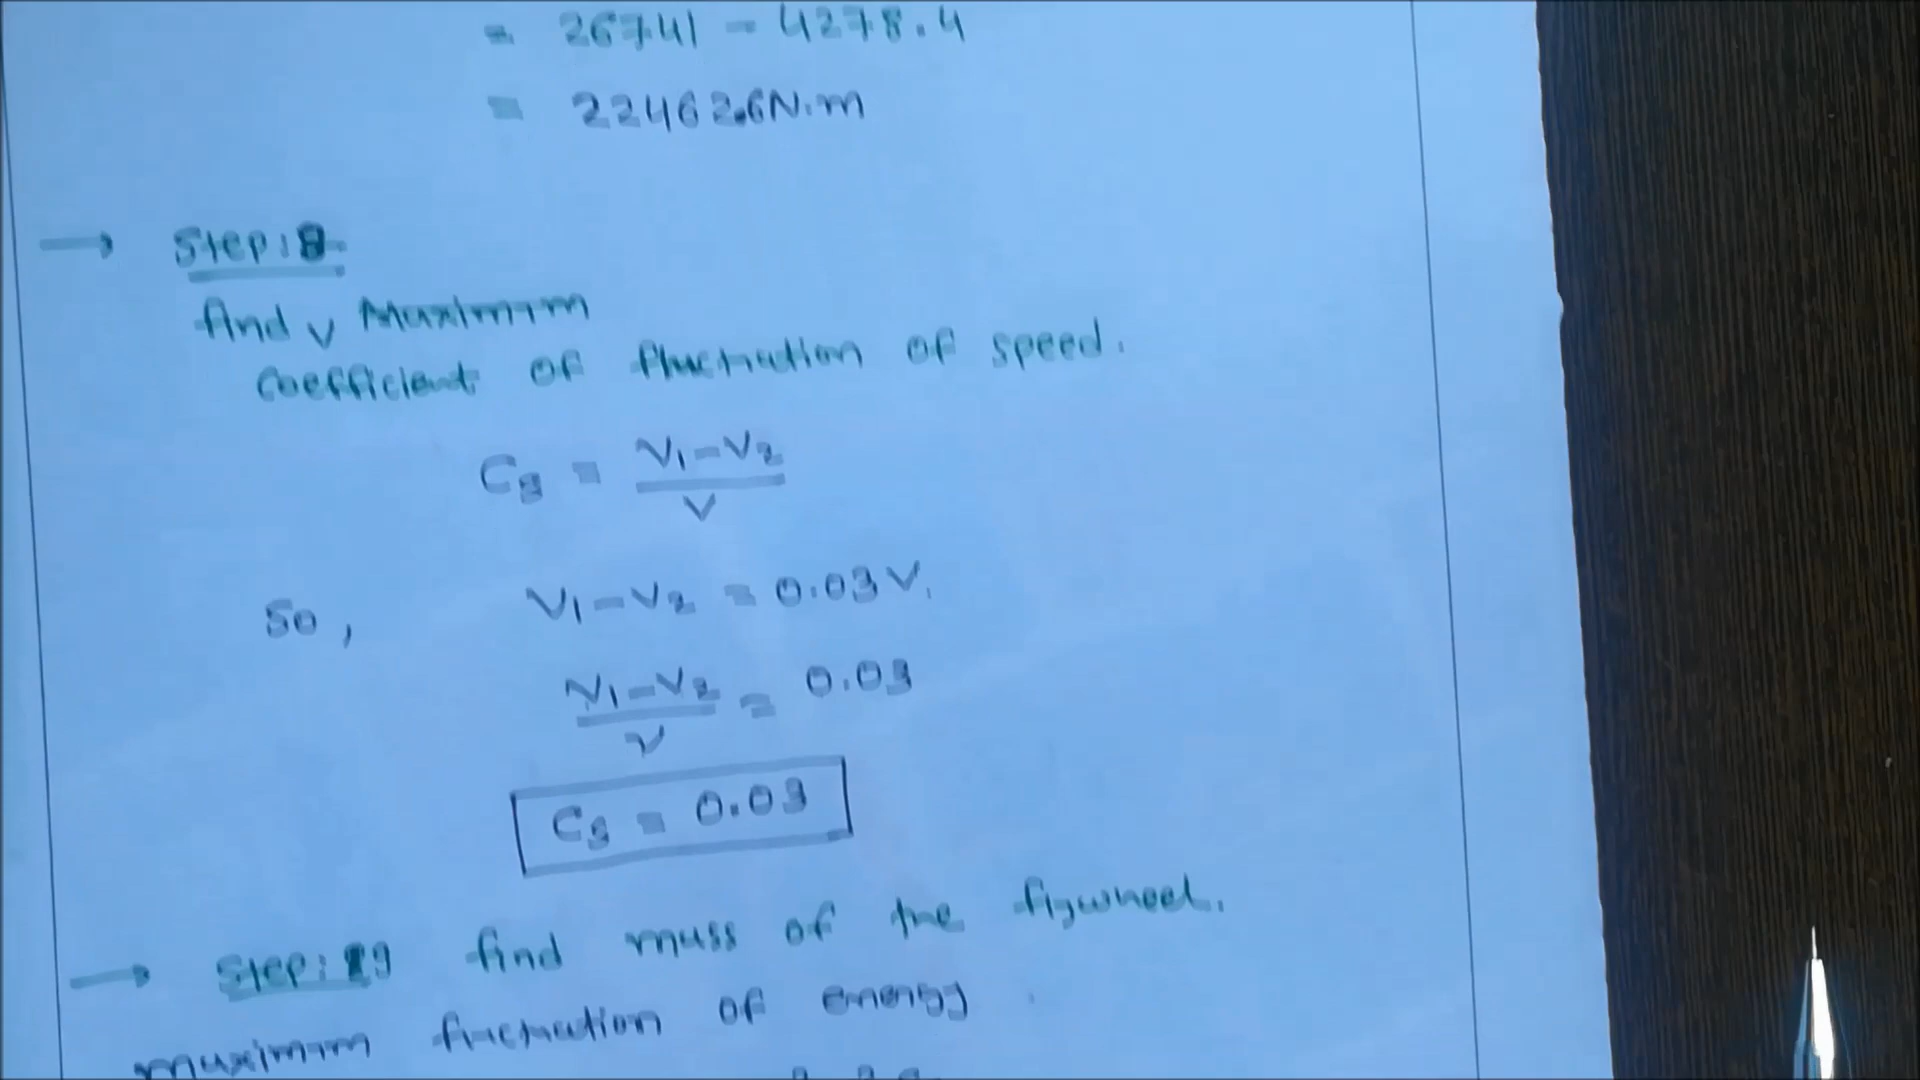 = 26741 - 4278.4
= 22462.6 N.m
→ Step: 8
find Maximum
coefficient of fluctuation of speed.
Cs = V1-V2 / V
So, V1-V2 = 0.03V.
V1-V2 / V = 0.03
Cs = 0.03
→ Step: 9 find mass of the flywheel.
maximum fluctuation of energy